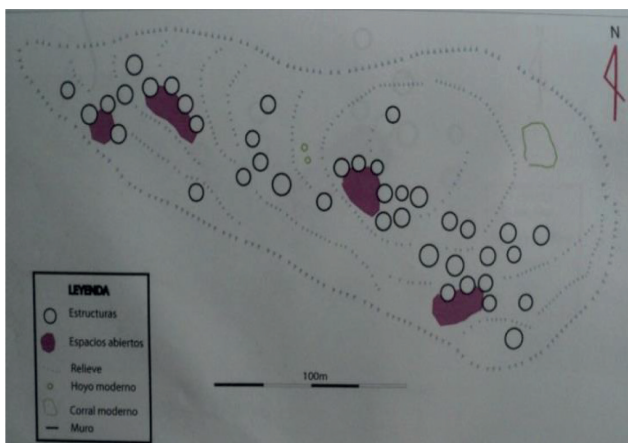 N
LEYENDA
Estructuras
Espacios abiertos
Relieve
Hoyo moderno
Corral moderno
Muro
100m